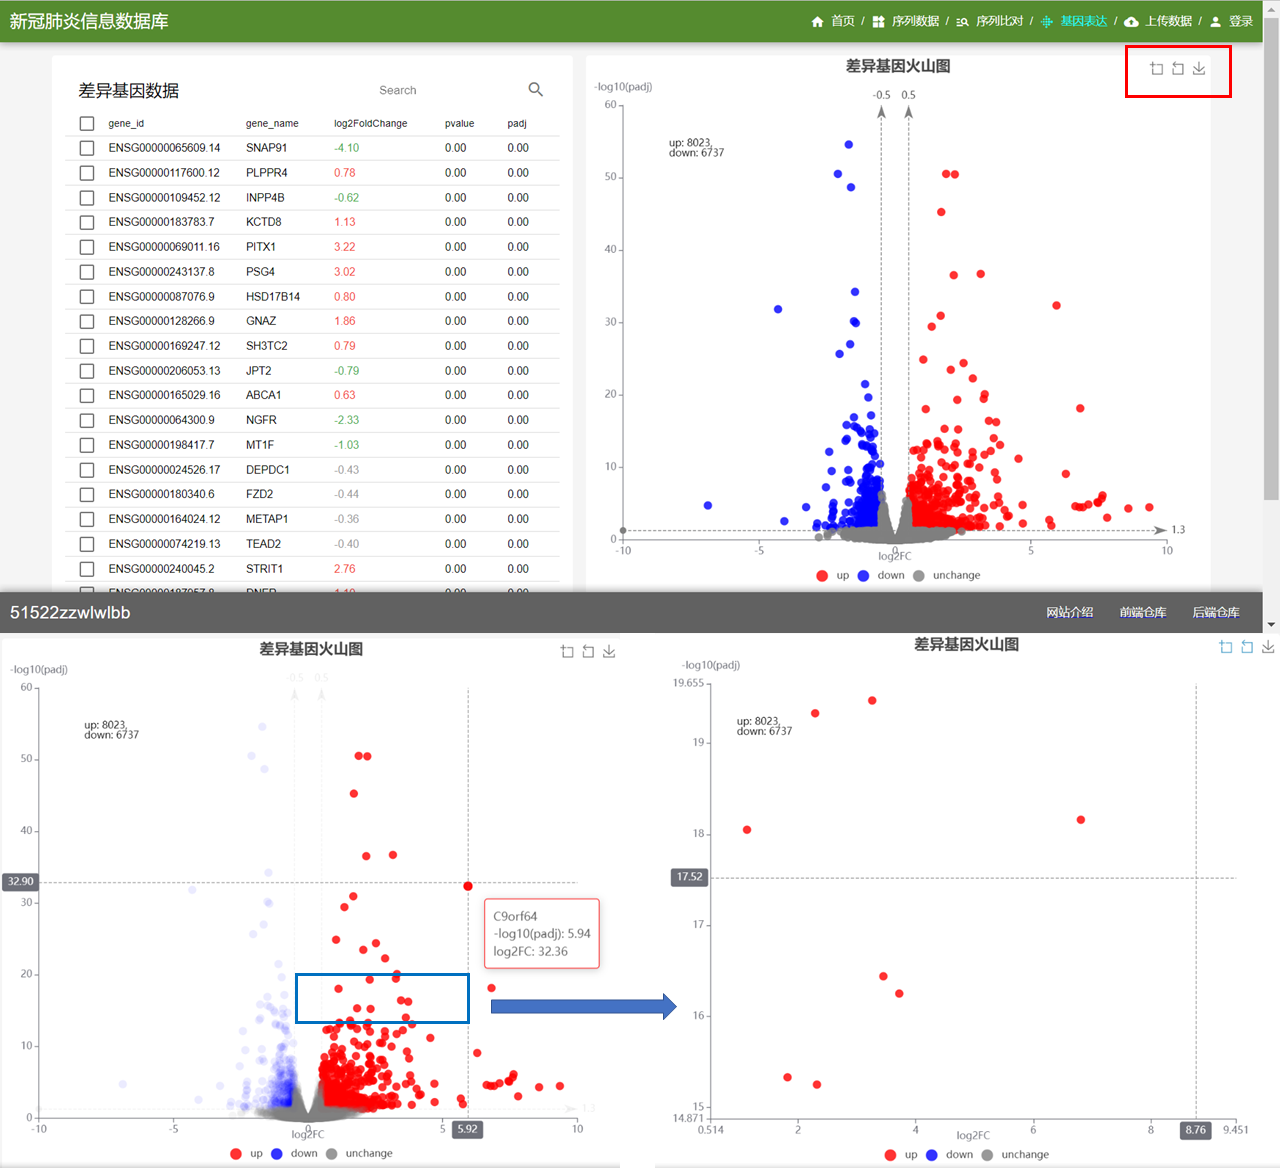 新冠肺炎信息数据库
首页 / 序列数据 / 序列比对 / 基因表达 / 上传数据 / 登录
差异基因数据 Search
gene_id gene_name log2FoldChange pvalue padj
ENSG00000065609.14 SNAP91 -4.10 0.00 0.00
ENSG00000117600.12 PLPPR4 0.78 0.00 0.00
ENSG00000109452.12 INPP4B -0.62 0.00 0.00
ENSG00000183783.7 KCTD8 1.13 0.00 0.00
ENSG00000069011.16 PITX1 3.22 0.00 0.00
ENSG00000243137.8 PSG4 3.02 0.00 0.00
ENSG00000087076.9 HSD17B14 0.80 0.00 0.00
ENSG00000128266.9 GNAZ 1.86 0.00 0.00
ENSG00000169247.12 SH3TC2 0.79 0.00 0.00
ENSG00000206053.13 JPT2 -0.79 0.00 0.00
ENSG00000165029.16 ABCA1 0.63 0.00 0.00
ENSG00000064300.9 NGFR -2.33 0.00 0.00
ENSG00000198417.7 MT1F -1.03 0.00 0.00
ENSG00000024526.17 DEPDC1 -0.43 0.00 0.00
ENSG00000180340.6 FZD2 -0.44 0.00 0.00
ENSG00000164024.12 METAP1 -0.36 0.00 0.00
ENSG00000074219.13 TEAD2 -0.40 0.00 0.00
ENSG00000240045.2 STRIT1 2.76 0.00 0.00
差异基因火山图
-log10(padj)
-0.5 0.5
60
up: 8023,
down: 6737
50
40
30
20
10
1.3
0
-10 -5 0 5 10
log2FC
up down unchange
51522zzwlwlbb 网站介绍 前端仓库 后端仓库
差异基因火山图
-log10(padj)
-0.5 0.5
60
up: 8023,
down: 6737
50
40
32.90
30
C9orf64
-log10(padj): 5.94
log2FC: 32.36
20
10
1.3
0
-10 -5 0 5 5.92 10
log2FC
up down unchange
差异基因火山图
-log10(padj)
19.655
up: 8023,
down: 6737
19
18
17.52
17
16
15
14.871
0.514 2 4 6 8 8.76 9.451
log2FC
up down unchange